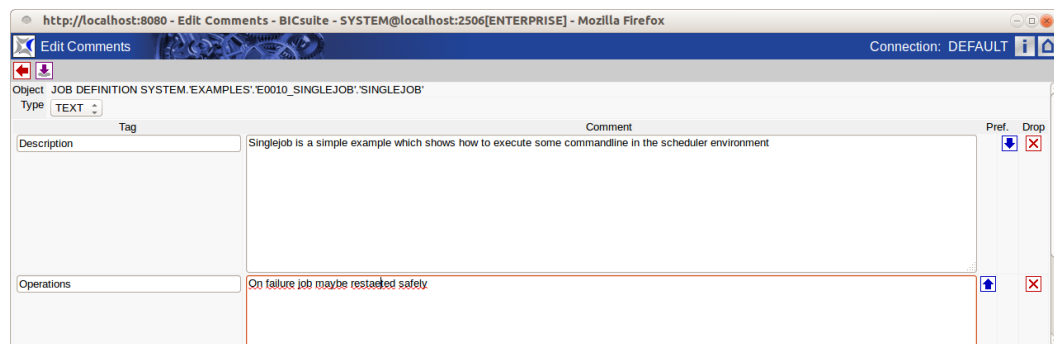 http://localhost:8080 - Edit Comments - BICsuite - SYSTEM@localhost:2506[ENTERPRISE] - Mozilla Firefox
Edit Comments Connection: DEFAULT
Object JOB DEFINITION SYSTEM.'EXAMPLES'.'E0010_SINGLEJOB'.'SINGLEJOB'
Type TEXT
Tag Comment Pref. Drop
Description Singlejob is a simple example which shows how to execute some commandline in the scheduler environment
Operations On failure job maybe restaeted safely